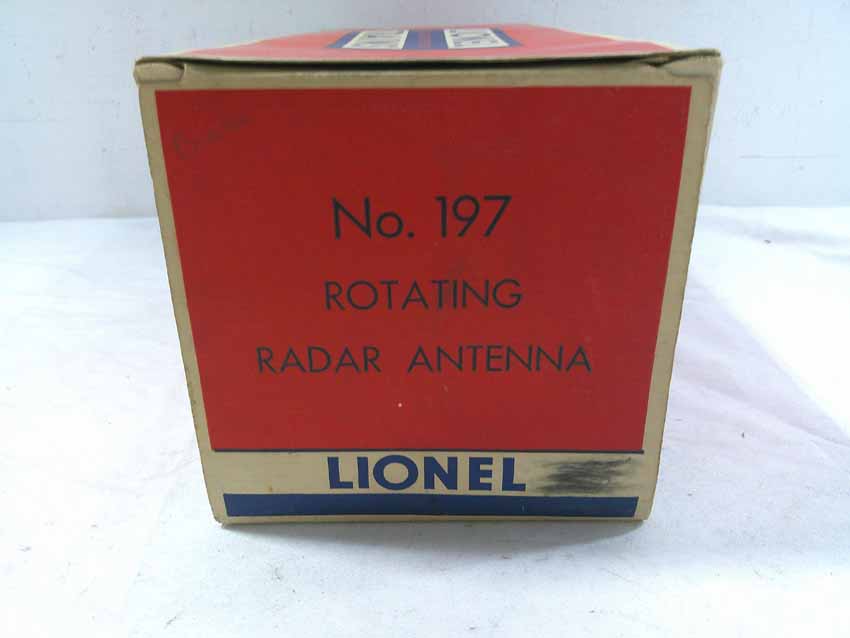 No. 197
ROTATING
RADAR ANTENNA
LIONEL